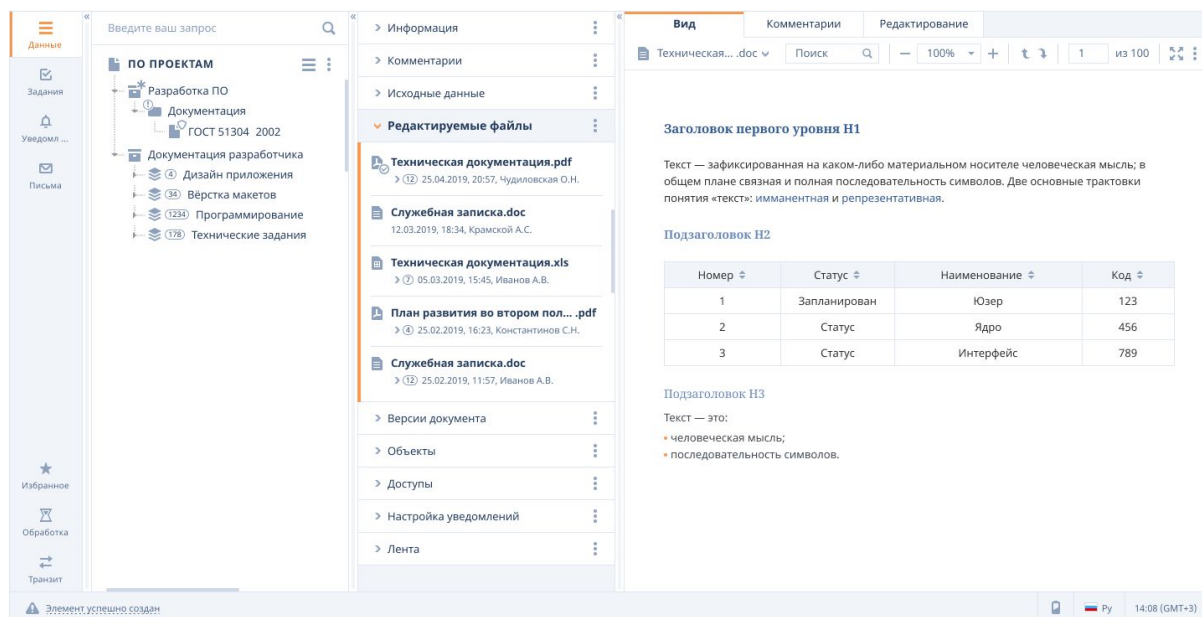 Данные
Задания
Уведомл ...
Письма
Избранное
Обработка
Транзит
Введите ваш запрос
ПО ПРОЕКТАМ
Разработка ПО
Документация
ГОСТ 51304 2002
Документация разработчика
4 Дизайн приложения
34 Вёрстка макетов
1234 Программирование
178 Технические задания
Информация
Комментарии
Исходные данные
Редактируемые файлы
Техническая документация.pdf
12 25.04.2019, 20:57, Чудиловская О.Н.
Служебная записка.doc
12.03.2019, 18:34, Крамской А.С.
Техническая документация.xls
7 05.03.2019, 15:45, Иванов А.В.
План развития во втором пол... .pdf
4 25.02.2019, 16:23, Константинов С.Н.
Служебная записка.doc
12 25.02.2019, 11:57, Иванов А.В.
Версии документа
Объекты
Доступы
Настройка уведомлений
Лента
Вид Комментарии Редактирование
Техническая... .doc Поиск 100% 1 из 100
Заголовок первого уровня H1
Текст — зафиксированная на каком-либо материальном носителе человеческая мысль; в
общем плане связная и полная последовательность символов. Две основные трактовки
понятия «текст»: имманентная и репрезентативная.
Подзаголовок H2
Номер Статус Наименование Код
1 Запланирован Юзер 123
2 Статус Ядро 456
3 Статус Интерфейс 789
Подзаголовок H3
Текст — это:
• человеческая мысль;
• последовательность символов.
Элемент успешно создан
Ру 14:08 (GMT+3)